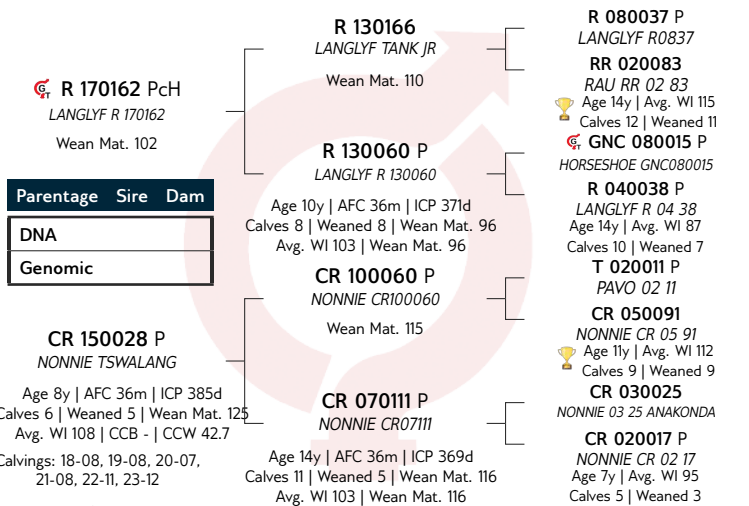 R 170162 PcH
LANGLYF R 170162
Wean Mat. 102
Parentage Sire Dam
DNA
Genomic
CR 150028 P
NONNIE TSWALANG
Age 8y | AFC 36m | ICP 385d
Calves 6 | Weaned 5 | Wean Mat. 125
Avg. WI 108 | CCB - | CCW 42.7
Calvings: 18-08, 19-08, 20-07,
21-08, 22-11, 23-12
R 130166
LANGLYF TANK JR
Wean Mat. 110
R 130060 P
LANGLYF R 130060
Age 10y | AFC 36m | ICP 371d
Calves 8 | Weaned 8 | Wean Mat. 96
Avg. WI 103 | Wean Mat. 96
CR 100060 P
NONNIE CR100060
Wean Mat. 115
CR 070111 P
NONNIE CR07111
Age 14y | AFC 36m | ICP 369d
Calves 11 | Weaned 5 | Wean Mat. 116
Avg. WI 103 | Wean Mat. 116
R 080037 P
LANGLYF R0837
RR 020083
RAU RR 02 83
Age 14y | Avg. WI 115
Calves 12 | Weaned 11
GNC 080015 P
HORSESHOE GNC080015
R 040038 P
LANGLYF R 04 38
Age 14y | Avg. WI 87
Calves 10 | Weaned 7
T 020011 P
PAVO 02 11
CR 050091
NONNIE CR 05 91
Age 11y | Avg. WI 112
Calves 9 | Weaned 9
CR 030025
NONNIE 03 25 ANAKONDA
CR 020017 P
NONNIE CR 02 17
Age 7y | Avg. WI 95
Calves 5 | Weaned 3